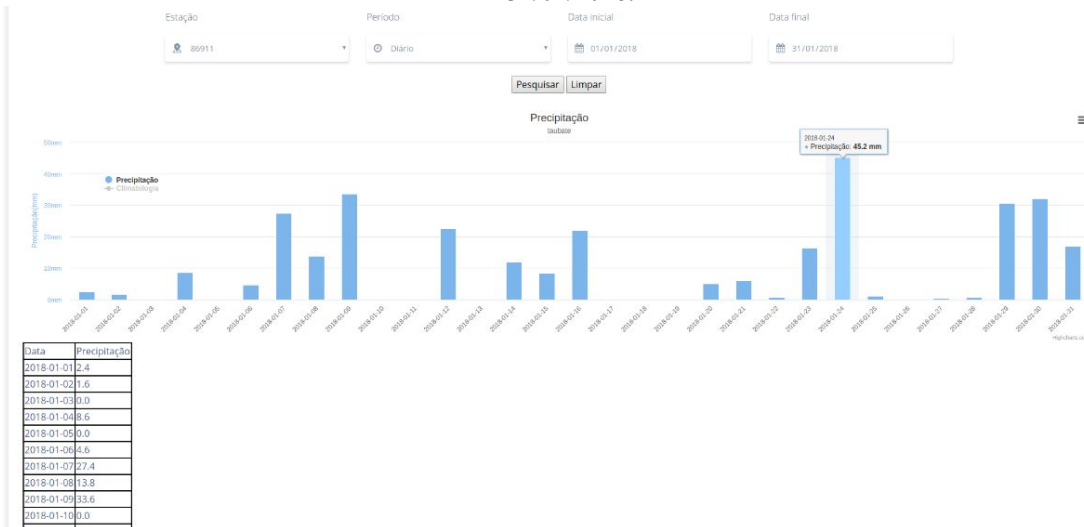 Estação Período Data inicial Data final
86911 Diário 01/01/2018 31/01/2018
Pesquisar Limpar
Precipitação
taubate
2018-01-24
Precipitação: 45.2 mm
50mm
40mm
30mm
20mm
10mm
0mm
Precipitação(mm)
Precipitação
Climatologia
2018-01-01 2018-01-02 2018-01-03 2018-01-04 2018-01-05 2018-01-06 2018-01-07 2018-01-08 2018-01-09 2018-01-10 2018-01-11 2018-01-12 2018-01-13 2018-01-14 2018-01-15 2018-01-16 2018-01-17 2018-01-18 2018-01-19 2018-01-20 2018-01-21 2018-01-22 2018-01-23 2018-01-24 2018-01-25 2018-01-26 2018-01-27 2018-01-28 2018-01-29 2018-01-30 2018-01-31
Data Precipitação
2018-01-01 2.4
2018-01-02 1.6
2018-01-03 0.0
2018-01-04 8.6
2018-01-05 0.0
2018-01-06 4.6
2018-01-07 27.4
2018-01-08 13.8
2018-01-09 33.6
2018-01-10 0.0